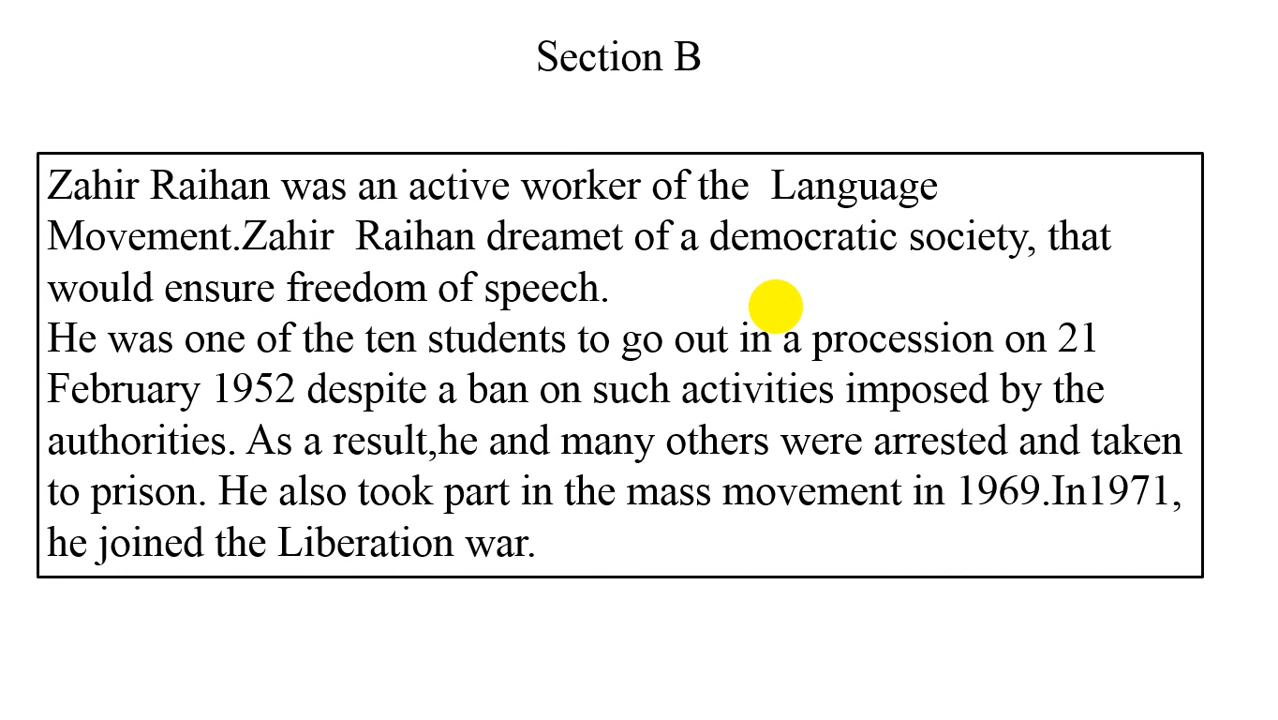 Section B
Zahir Raihan was an active worker of the  Language
Movement.Zahir  Raihan dreamet of a democratic society, that
would ensure freedom of speech.
He was one of the ten students to go out in a procession on 21
February 1952 despite a ban on such activities imposed by the
authorities. As a result,he and many others were arrested and taken
to prison. He also took part in the mass movement in 1969.In1971,
he joined the Liberation war.